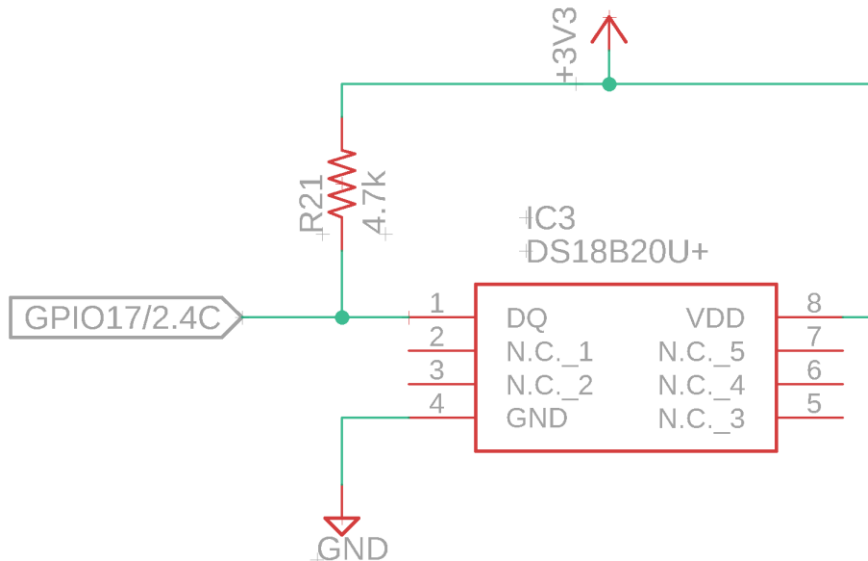 +3V3
R21
4.7k
IC3
DS18B20U+
GPIO17/2.4C
1 DQ VDD 8
2 N.C._1 N.C._5 7
3 N.C._2 N.C._4 6
4 GND N.C._3 5
GND